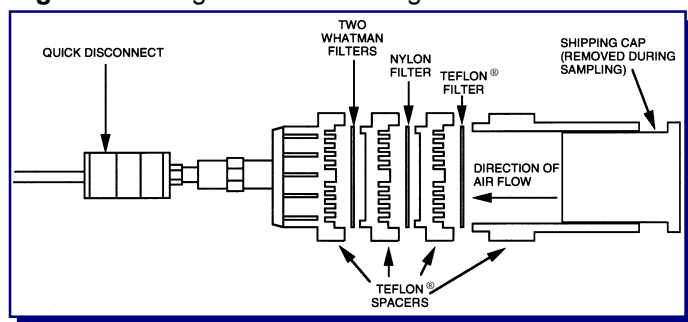 QUICK DISCONNECT
TWO
WHATMAN
FILTERS
NYLON
FILTER
TEFLON ®
FILTER
SHIPPING CAP
(REMOVED DURING
SAMPLING)
DIRECTION OF
AIR FLOW
TEFLON ®
SPACERS